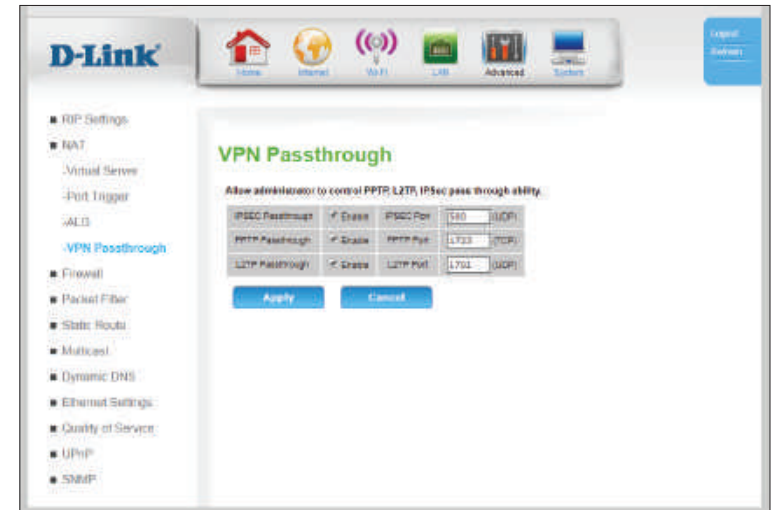 D-Link
Home Internet Wi-Fi LAN Advanced System
Logout
RIP Settings
NAT
-Virtual Server
-Port Trigger
-ALG
-VPN Passthrough
Firewall
Packet Filter
Static Route
Multicast
Dynamic DNS
Ethernet Settings
Quality of Service
UPnP
SNMP
VPN Passthrough
Allow administrator to control PPTP, L2TP, IPSec pass through ability.
IPSEC Passthrough Enable IPSEC Port 500 (UDP)
PPTP Passthrough Enable PPTP Port 1723 (TCP)
L2TP Passthrough Enable L2TP Port 1701 (UDP)
Apply Cancel